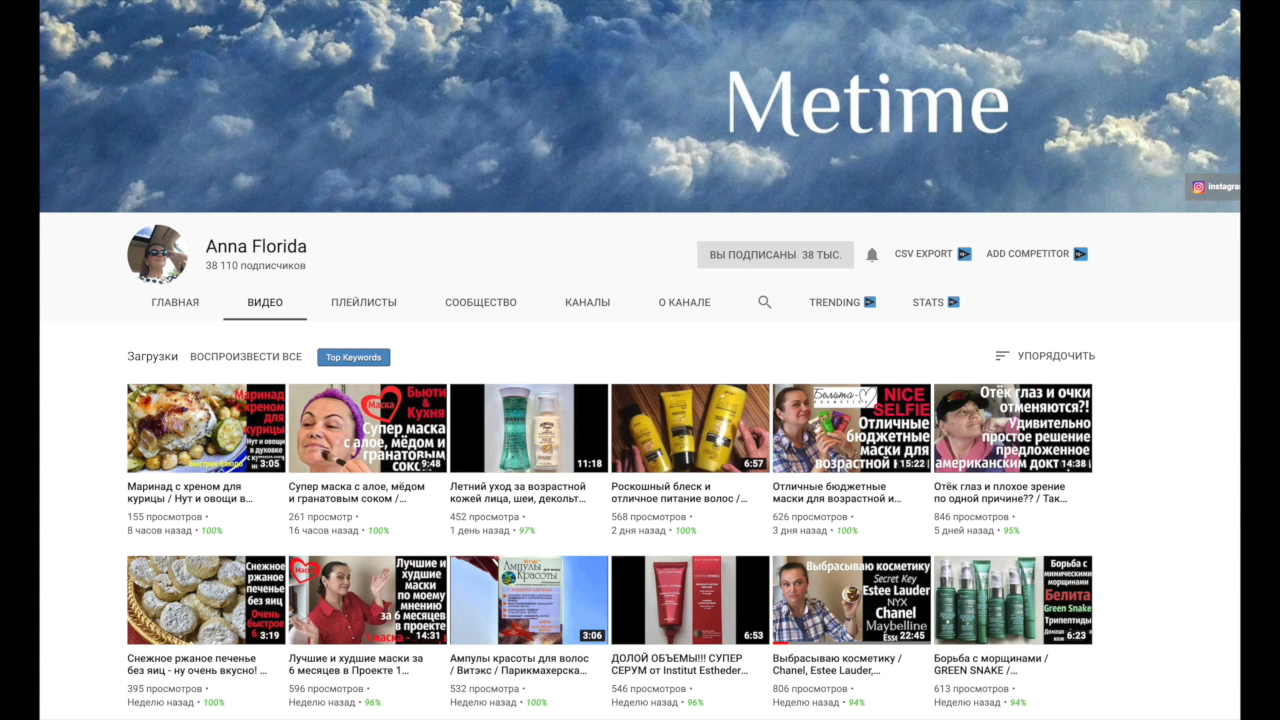 Metime
instagra
Anna Florida
38 110 подписчиков
ВЫ ПОДПИСАНЫ 38 ТЫС.
CSV EXPORT
ADD COMPETITOR
ГЛАВНАЯ
ВИДЕО
ПЛЕЙЛИСТЫ
СООБЩЕСТВО
КАНАЛЫ
О КАНАЛЕ
TRENDING
STATS
Загрузки
ВОСПРОИЗВЕСТИ ВСЕ
Top Keywords
УПОРЯДОЧИТЬ
Маринад
с хреном
для
курицы
Нут и овощи
в духовке
Быстрое блюдо
3:05
Маринад с хреном для
курицы / Нут и овощи в...
155 просмотров •
8 часов назад • 100%
Бьюти
&
Кухня
Маска
Супер маска
с алое, мёдом и
гранатовым
9:48
Супер маска с алое, мёдом
и гранатовым соком /...
261 просмотр •
16 часов назад • 100%
11:18
Летний уход за возрастной
кожей лица, шеи, декольт...
452 просмотра •
1 день назад • 97%
6:57
Роскошный блеск и
отличное питание волос /...
568 просмотров •
2 дня назад • 100%
Белита-М
COSMETICS
NICE
SELFIE
Отличные
бюджетные
маски для
возрастной
15:22
Отличные бюджетные
маски для возрастной и...
626 просмотров •
3 дня назад • 100%
Отёк глаз и очки
отменяются?!
Удивительно
простое решение
предложенное
американским докт
14:38
Отёк глаз и плохое зрение
по одной причине?? / Так...
846 просмотров •
5 дней назад • 95%
Снежное
ржаное
печенье
без яиц
Очень
быстрое
3:19
Снежное ржаное печенье
без яиц - ну очень вкусно! ...
395 просмотров •
Неделю назад • 100%
Маски
Лучшие и
худшие
маски
по моему
мнению
за 6 месяцев
в проекте
14:31
Лучшие и худшие маски за
6 месяцев в Проекте 1...
596 просмотров •
Неделю назад • 96%
Ампулы
Красоты
3:06
Ампулы красоты для волос
/ Витэкс / Парикмахерска...
532 просмотра •
Неделю назад • 100%
6:53
ДОЛОЙ ОБЪЕМЫ!!! СУПЕР
СЕРУМ от Institut Estheder...
546 просмотров •
Неделю назад • 96%
Выбрасываю косметику
Secret Key
Estee Lauder
NYX
Chanel
Maybelline
22:45
Выбрасываю косметику /
Chanel, Estee Lauder,...
806 просмотров •
Неделю назад • 94%
Борьба с
мимическими
морщинами
Белита
Green Snake
Трипептиды
6:23
Борьба с морщинами /
GREEN SNAKE /...
613 просмотров •
Неделю назад • 94%